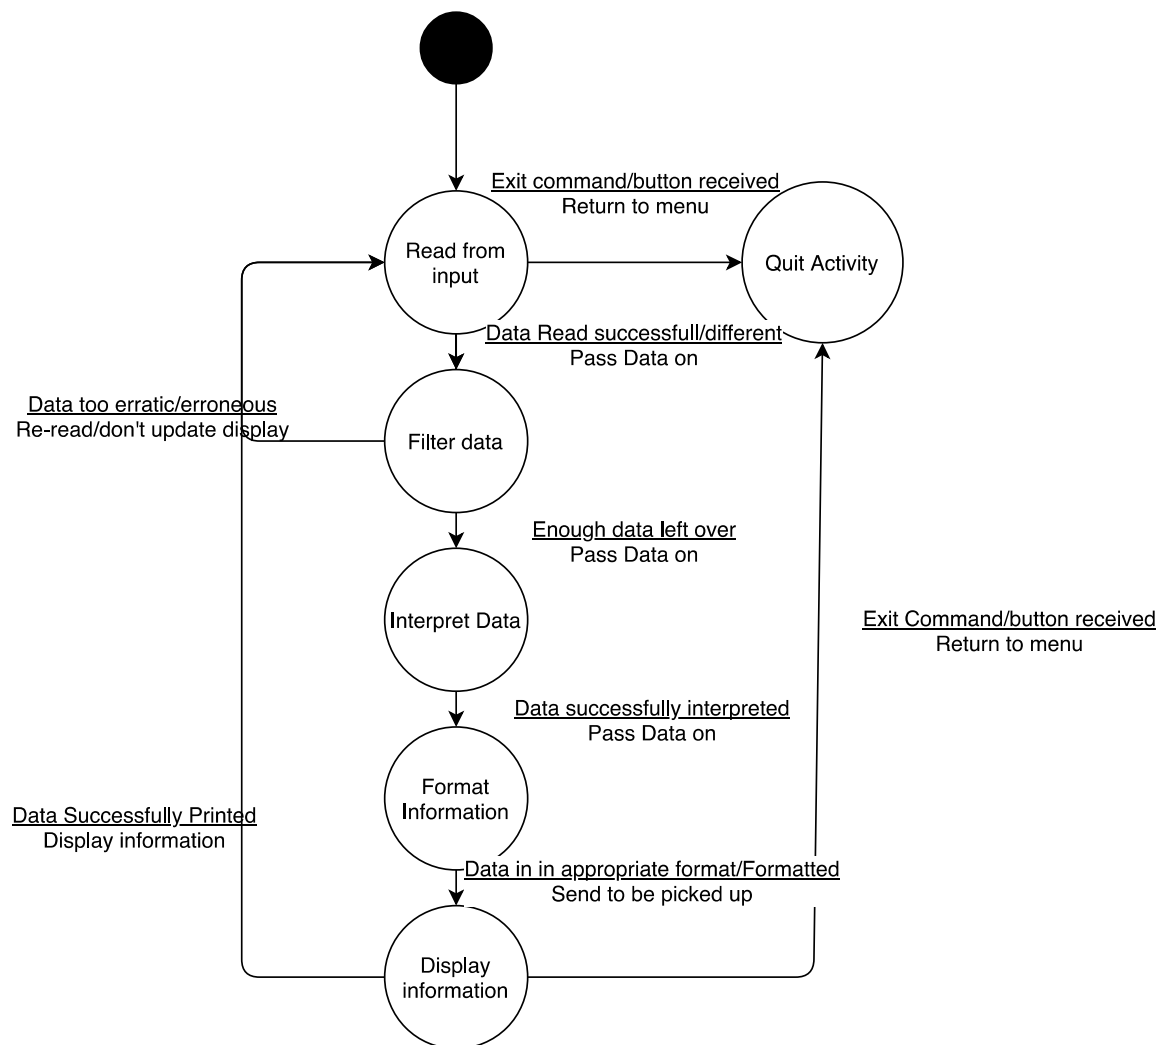 Exit command/button received
Return to menu
Read from
input
Quit Activity
Data Read successfull/different
Pass Data on
Data too erratic/erroneous
Re-read/don't update display
Filter data
Enough data left over
Pass Data on
Interpret Data
Exit Command/button received
Return to menu
Data successfully interpreted
Pass Data on
Format
Information
Data Successfully Printed
Display information
Data in in appropriate format/Formatted
Send to be picked up
Display
information